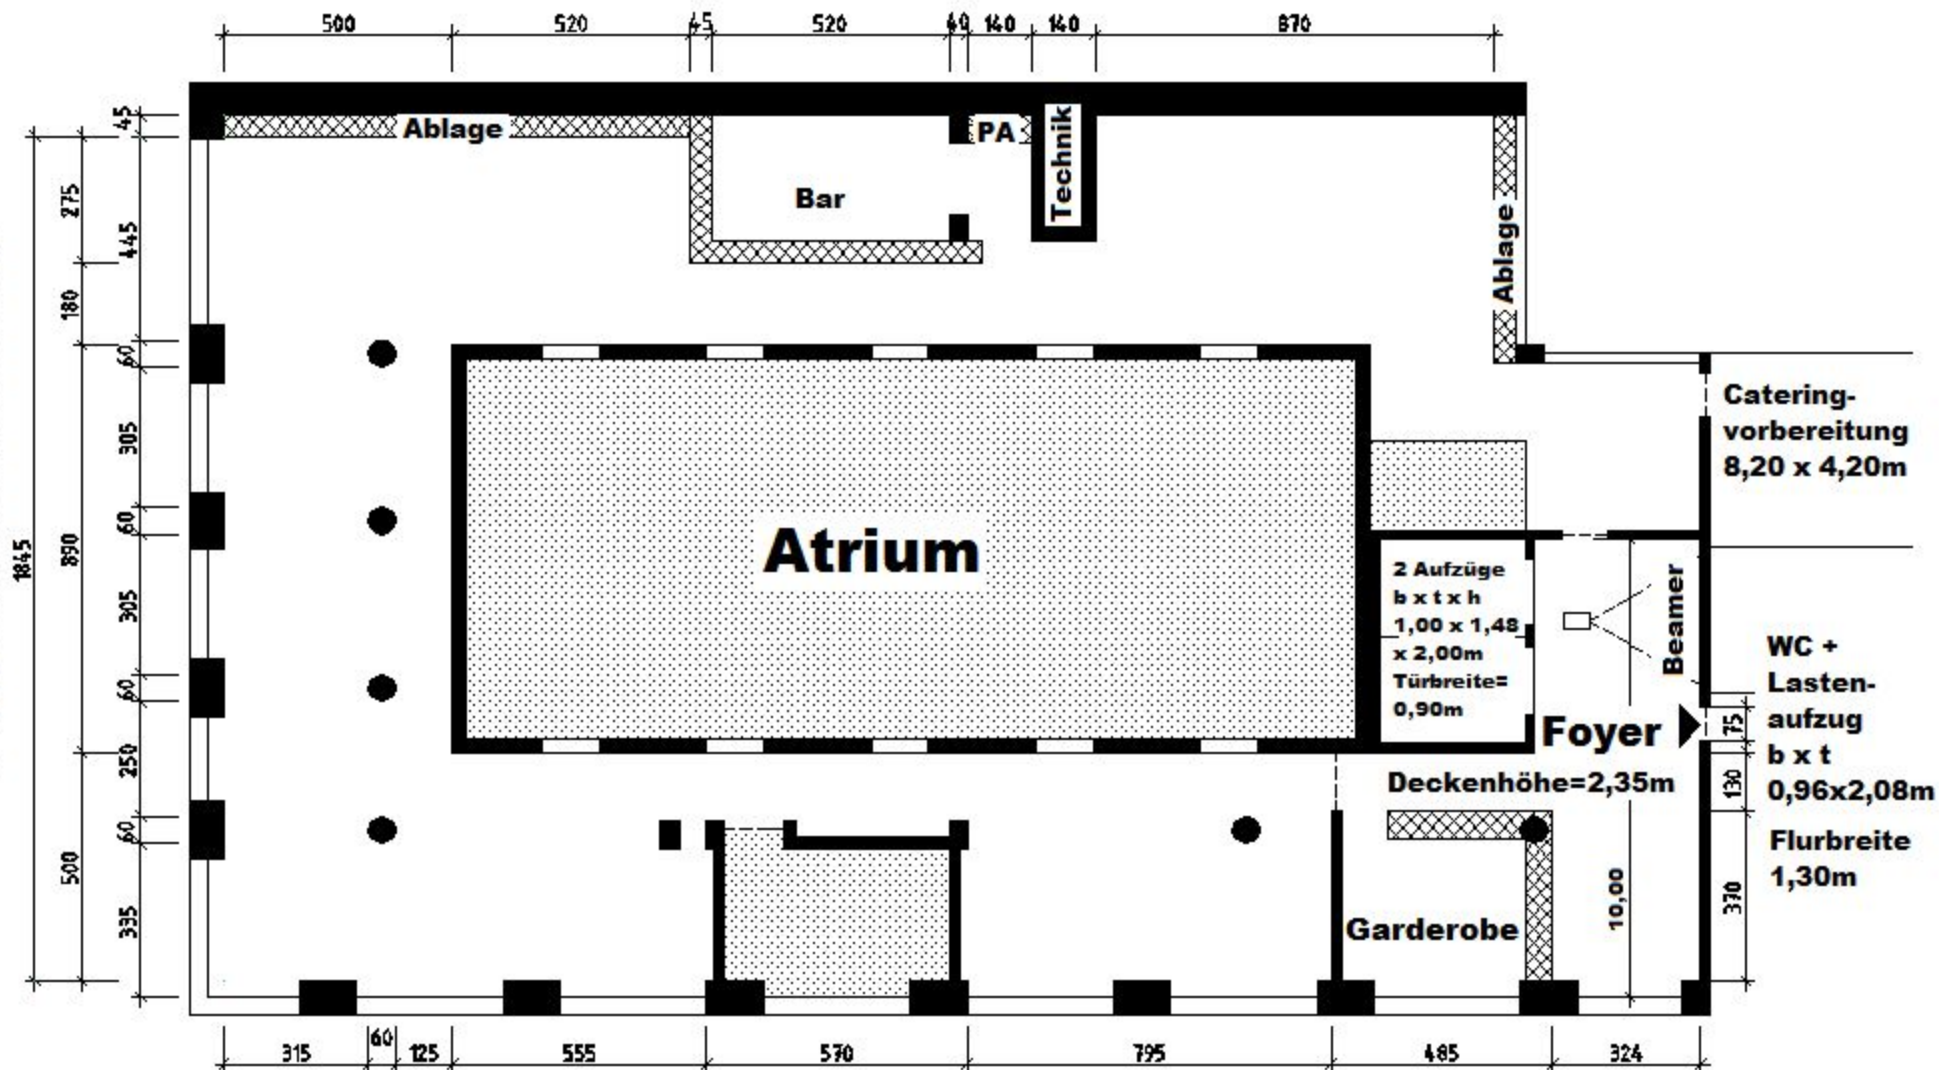 500
520
45
520
40
140
140
870
45
275
445
180
60
305
60
890
1845
305
60
250
60
500
335
Ablage
Bar
PA
Technik
Ablage
Catering-
vorbereitung
8,20 x 4,20m
Atrium
2 Aufzüge
b x t x h
1,00 x 1,48
x 2,00m
Türbreite=
0,90m
Beamer
Foyer
Deckenhöhe=2,35m
WC +
Lasten-
aufzug
b x t
0,96x2,08m
Flurbreite
1,30m
75
130
370
10,00
Garderobe
315
60
125
555
570
795
485
324